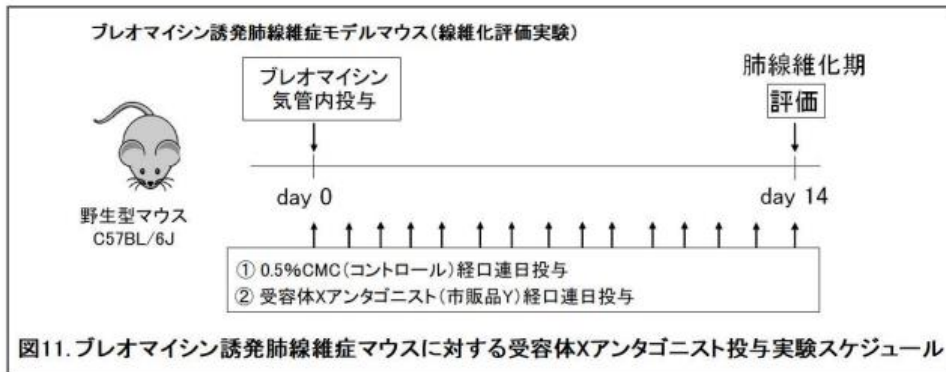 ブレオマイシン誘発肺線維症モデルマウス(線維化評価実験)
ブレオマイシン
気管内投与
肺線維化期
評価
day 0
day 14
野生型マウス
C57BL/6J
① 0.5%CMC(コントロール)経口連日投与
② 受容体Xアンタゴニスト(市販品Y)経口連日投与
図11.ブレオマイシン誘発肺線維症マウスに対する受容体Xアンタゴニスト投与実験スケジュール